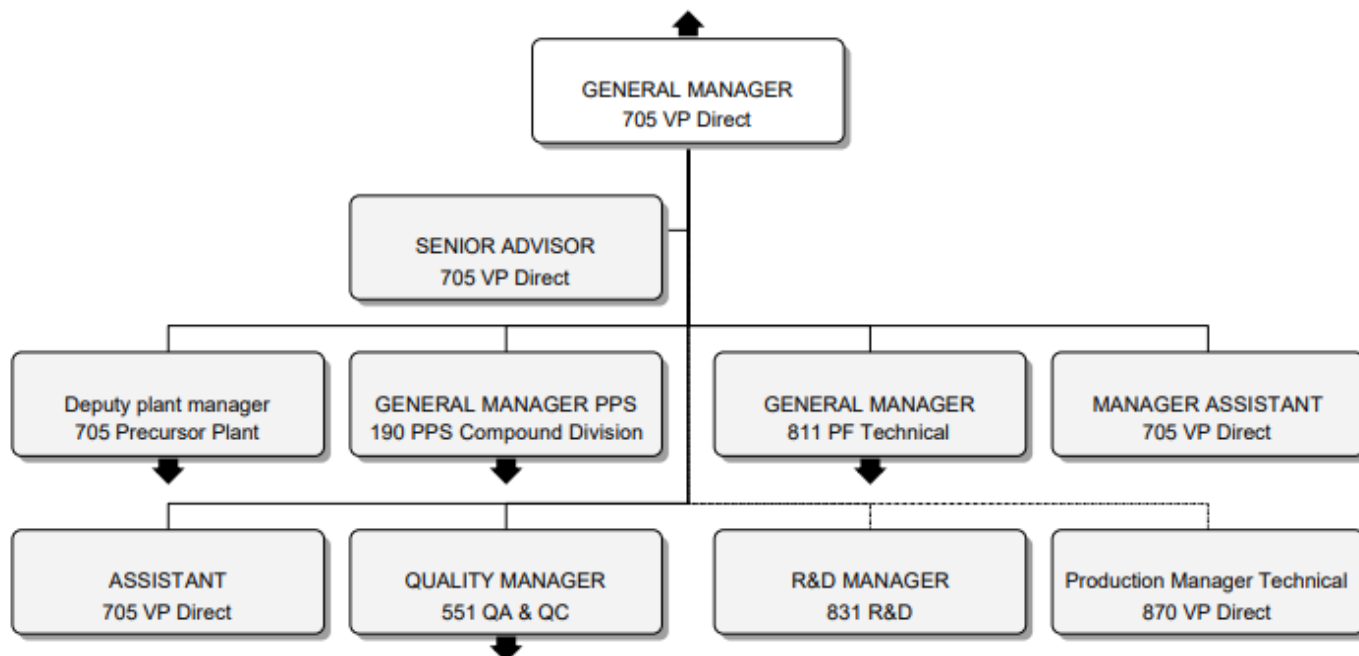 GENERAL MANAGER
705 VP Direct
SENIOR ADVISOR
705 VP Direct
Deputy plant manager
705 Precursor Plant
GENERAL MANAGER PPS
190 PPS Compound Division
GENERAL MANAGER
811 PF Technical
MANAGER ASSISTANT
705 VP Direct
ASSISTANT
705 VP Direct
QUALITY MANAGER
551 QA & QC
R&D MANAGER
831 R&D
Production Manager Technical
870 VP Direct